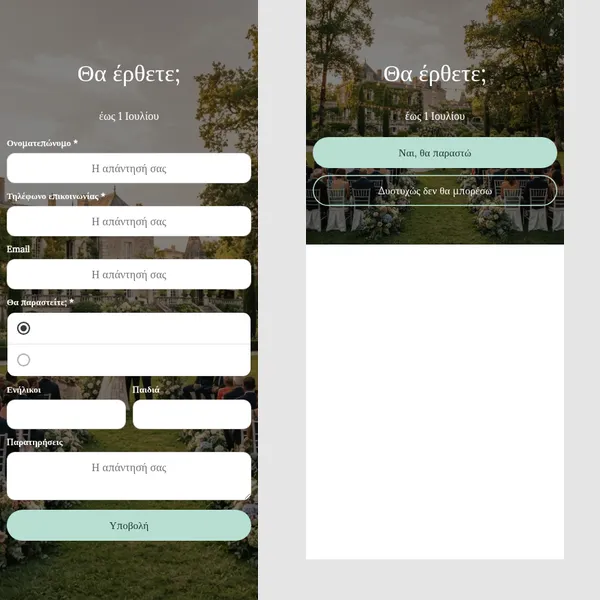 Θα έρθετε;
έως 1 Ιουλίου
Ονοματεπώνυμο *
Η απάντησή σας
Τηλέφωνο επικοινωνίας *
Η απάντησή σας
Email
Η απάντησή σας
Θα παραστείτε; *
Ενήλικοι Παιδιά
Παρατηρήσεις
Η απάντησή σας
Υποβολή
Θα έρθετε;
έως 1 Ιουλίου
Ναι, θα παραστώ
Δυστυχώς δεν θα μπορέσω